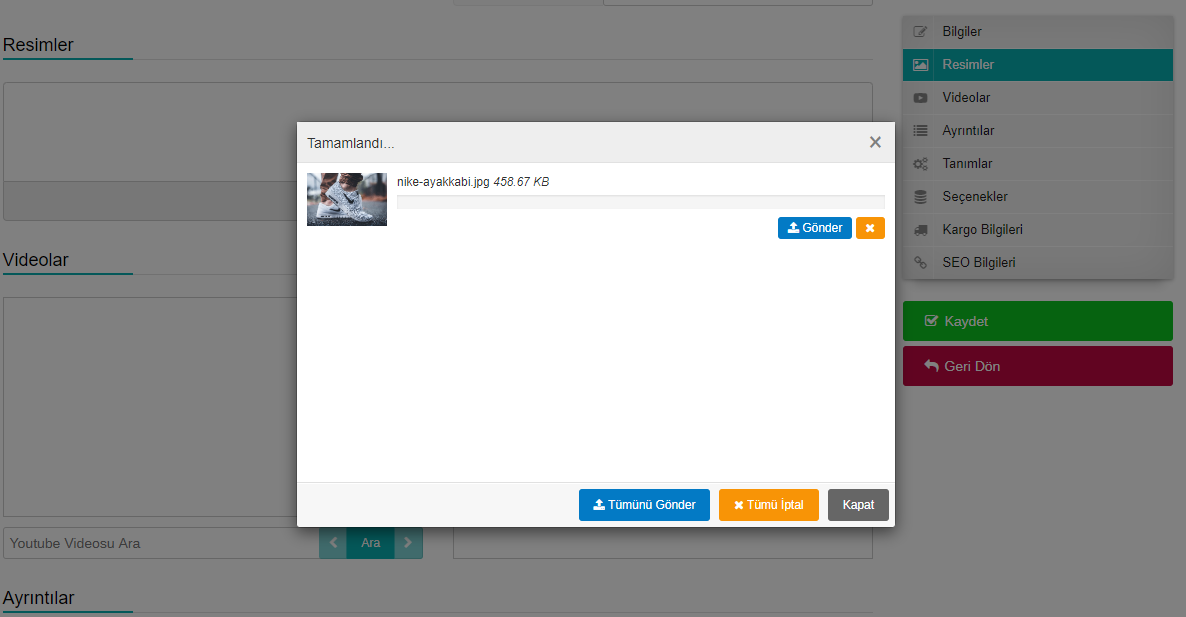 Resimler
Videolar
Youtube Videosu Ara
Ara
Ayrıntılar
Tamamlandı...
nike-ayakkabi.jpg 458.67 KB
Gönder
Tümünü Gönder
Tümü İptal
Kapat
Bilgiler
Resimler
Videolar
Ayrıntılar
Tanımlar
Seçenekler
Kargo Bilgileri
SEO Bilgileri
Kaydet
Geri Dön